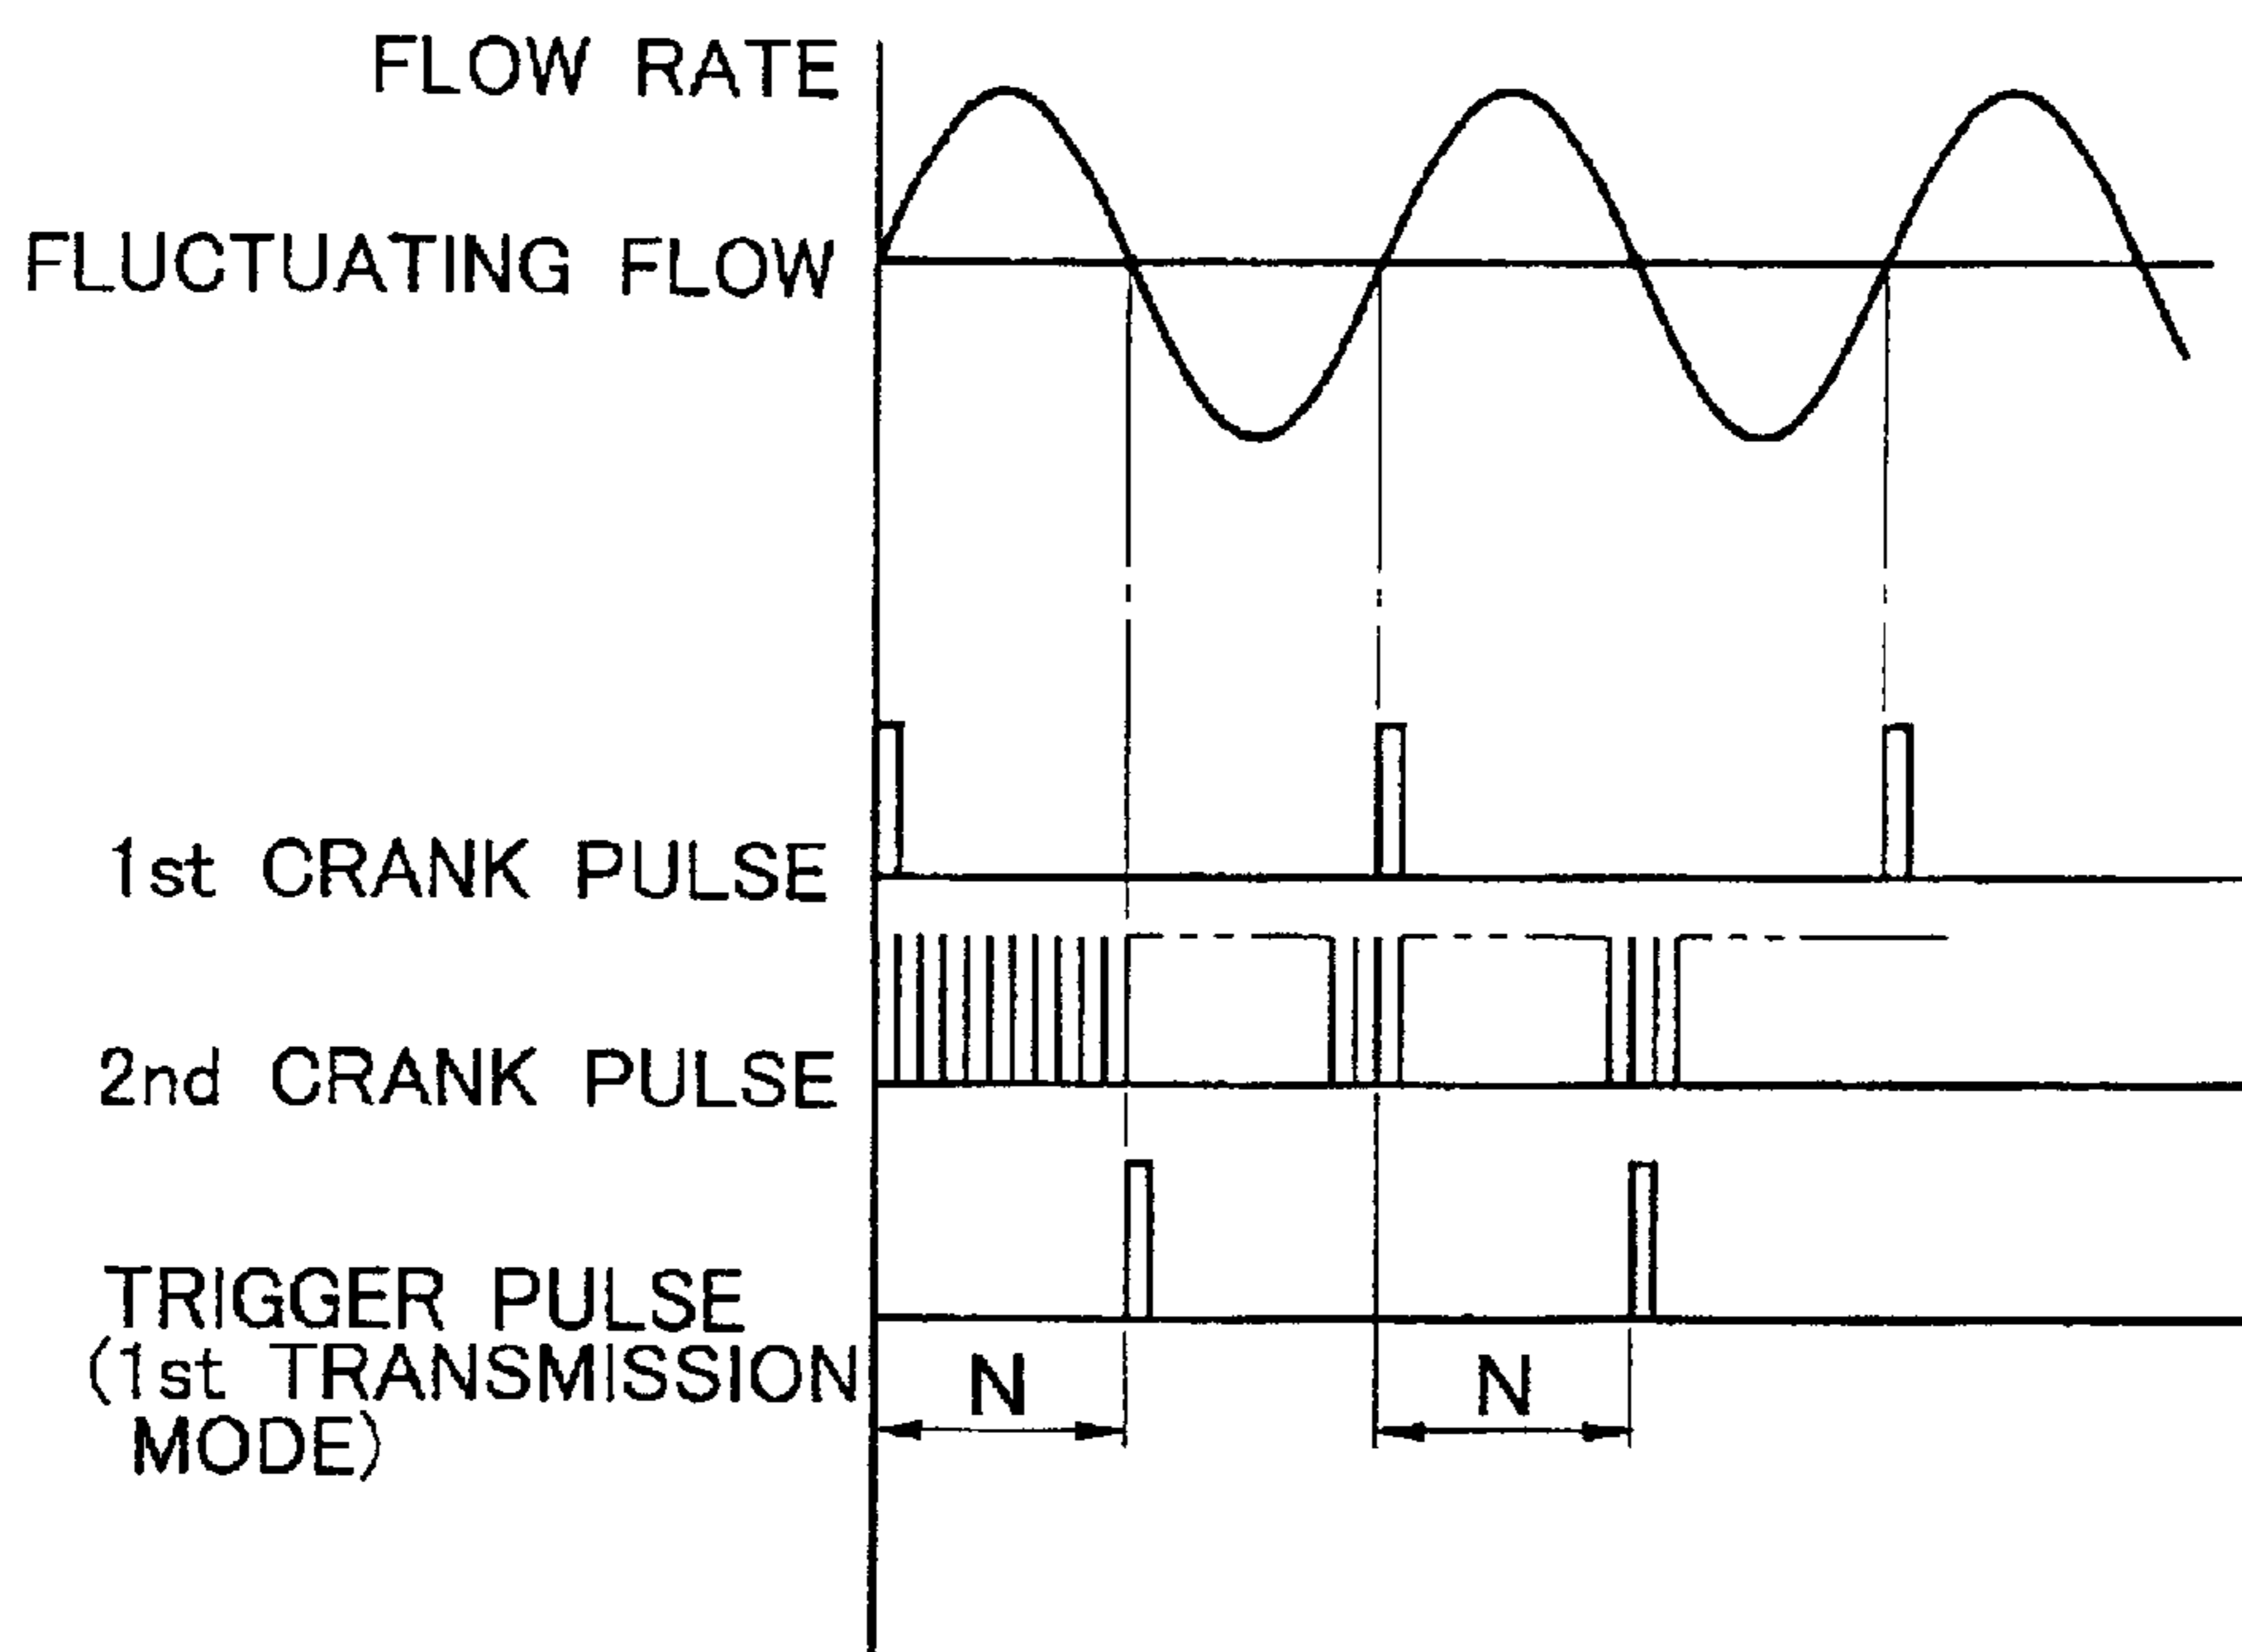 FLOW RATE
FLUCTUATING FLOW
1st CRANK PULSE
2nd CRANK PULSE
TRIGGER PULSE
(1st TRANSMISSION
MODE)
N
N